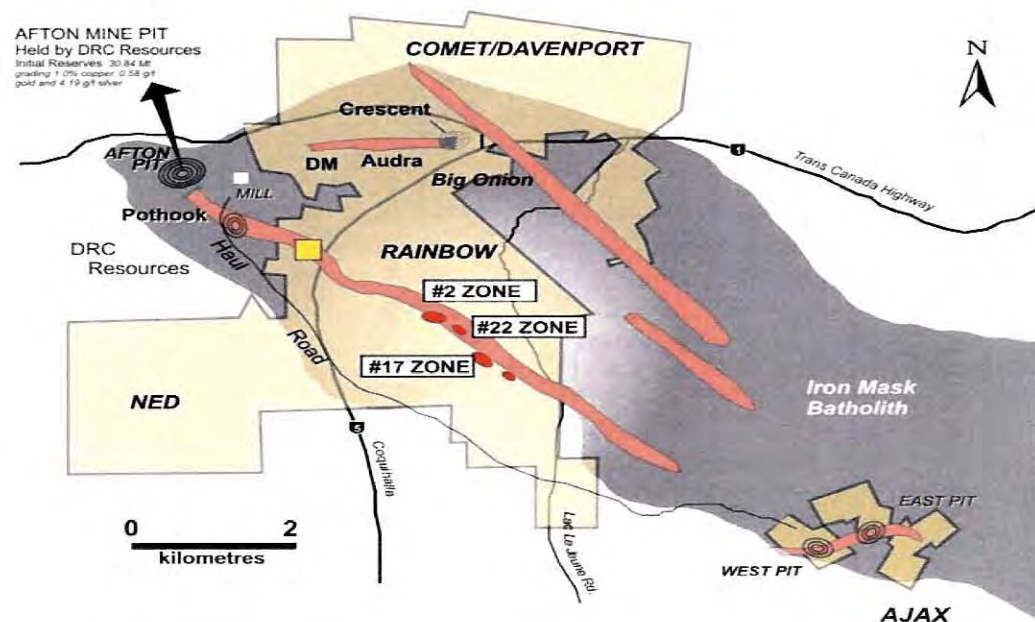 AFTON MINE PIT
Held by DRC Resources
Initial Reserves 30.84 Mt
grading 1.0% copper 0.58 g/t
gold and 4.19 g/t silver
COMET/DAVENPORT
N
Crescent
AFTON
PIT
DM
Audra
Big Onion
1
Trans Canada Highway
MILL
Pothook
DRC
Resources
Haul
Road
RAINBOW
#2 ZONE
#22 ZONE
#17 ZONE
NED
Iron Mask
Batholith
5
Coquihalla
Lac Le Jeune Rd.
EAST PIT
WEST PIT
AJAX
0 2
kilometres